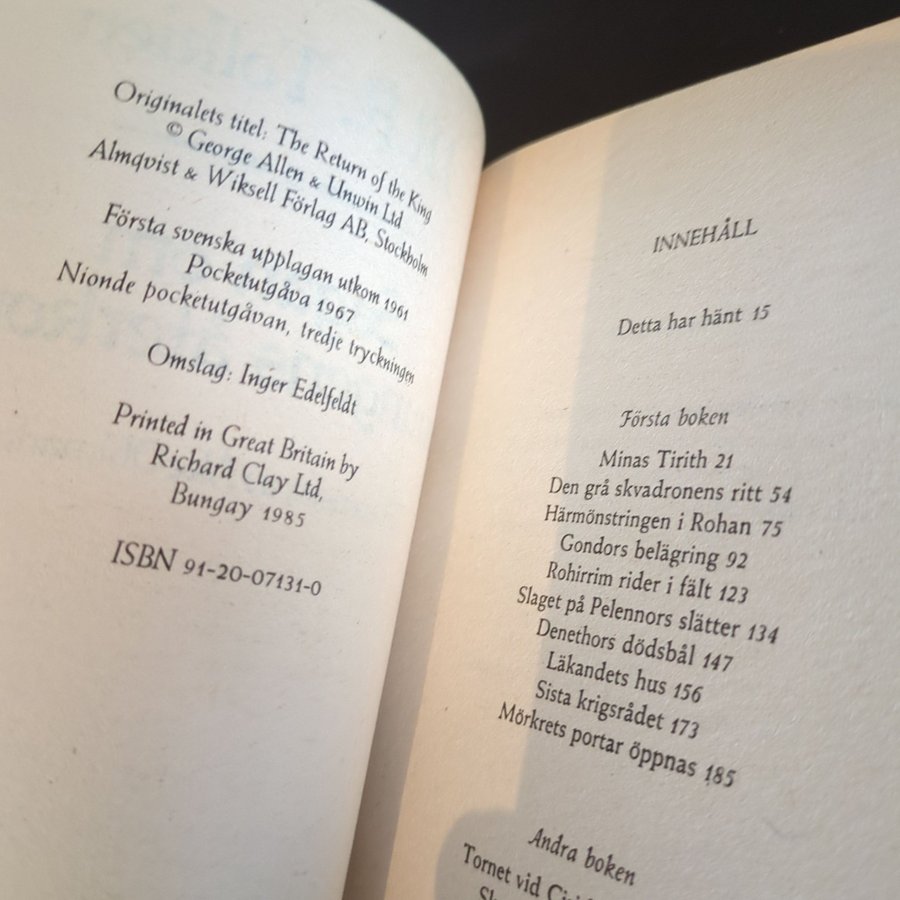 Originalets titel: The Return of the King
© George Allen & Unwin Ltd
Almqvist & Wiksell Förlag AB, Stockholm
Första svenska upplagan utkom 1961
Pocketutgåva 1967
Nionde pocketutgåvan, tredje tryckningen
Omslag: Inger Edelfeldt
Printed in Great Britain by
Richard Clay Ltd,
Bungay 1985
ISBN 91-20-07131-0
INNEHÅLL
Detta har hänt 15
Första boken
Minas Tirith 21
Den grå skvadronens ritt 54
Härmönstringen i Rohan 75
Gondors belägring 92
Rohirrim rider i fält 123
Slaget på Pelennors slätter 134
Denethors dödsbål 147
Läkandets hus 156
Sista krigsrådet 173
Mörkrets portar öppnas 185
Andra boken
Tornet vid